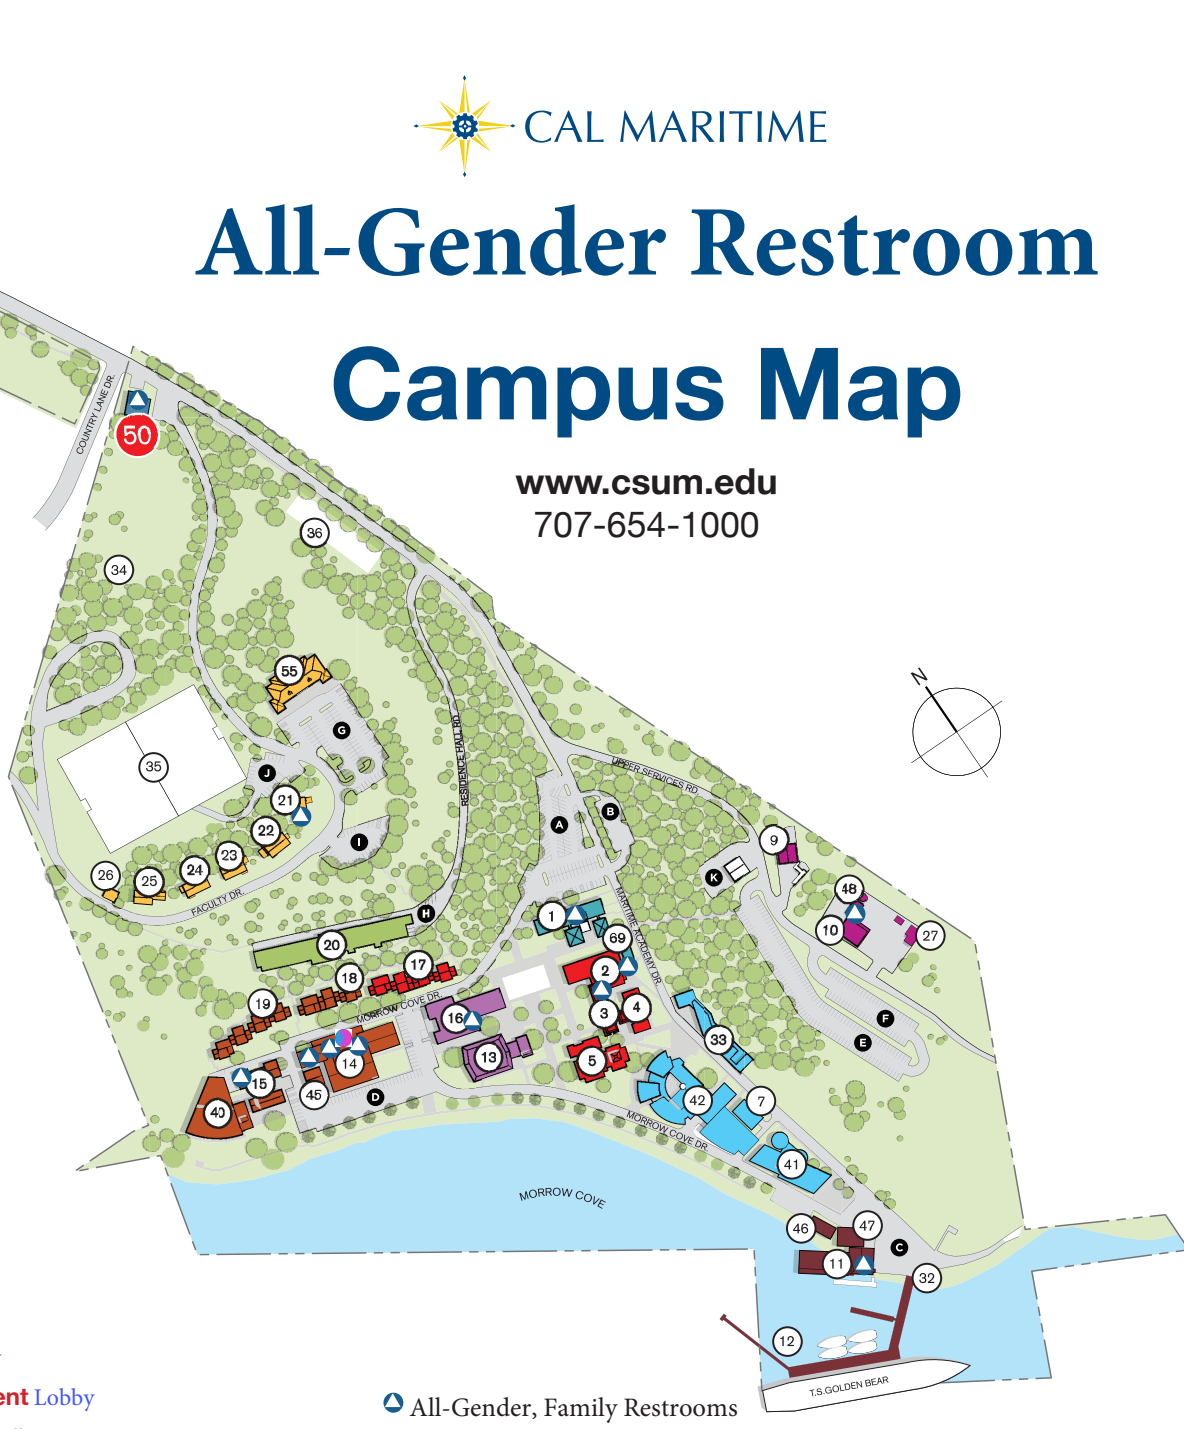 CAL MARITIME
All-Gender Restroom
Campus Map
www.csum.edu
707-654-1000
COUNTRY LANE DR.
50
36
34
55
N
G
35
J
RESIDENCE HALL RD
UPPER SERVICES RD
21
A
B
22
I
9
23
24
K
26
25
48
FACULTY DR.
MARITIME ACADEMY DR.
H
1
10
27
20
69
17
2
18
19
MORROW COVE DR.
3
4
16
F
33
E
13
5
14
15
45
D
42
7
40
MORROW COVE DR.
41
MORROW COVE
46
47
C
11
32
12
T.S.GOLDEN BEAR
ent Lobby
All-Gender, Family Restrooms